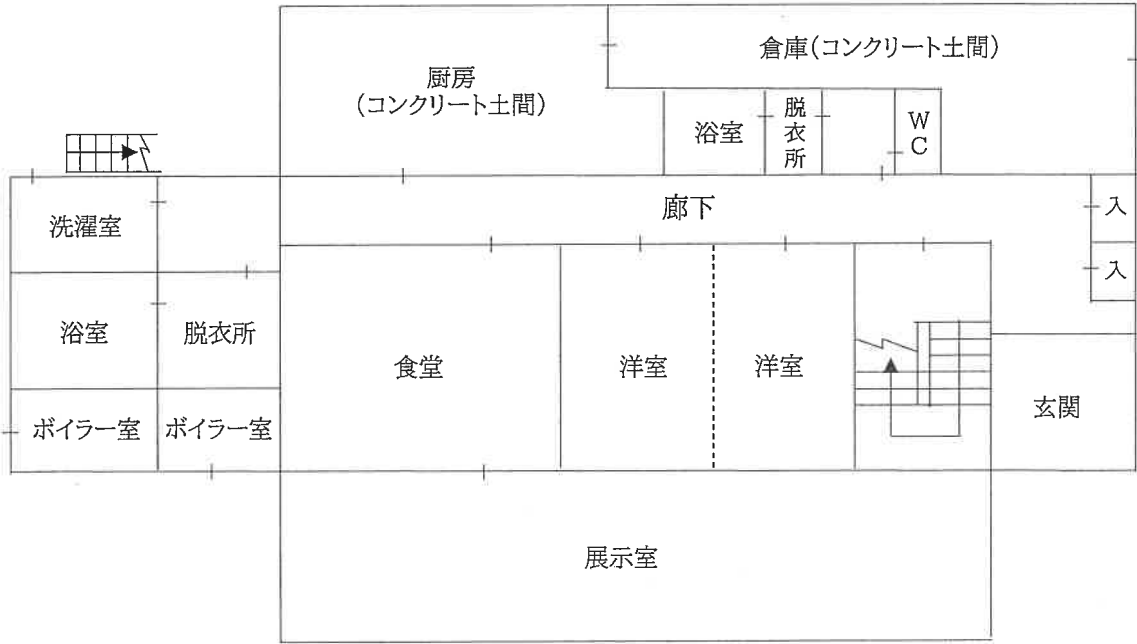 倉庫(コンクリート土間)
厨房
(コンクリート土間)
浴室
脱衣所
WC
廊下
洗濯室
入
入
浴室
脱衣所
食堂
洋室
洋室
玄関
ボイラー室
ボイラー室
展示室